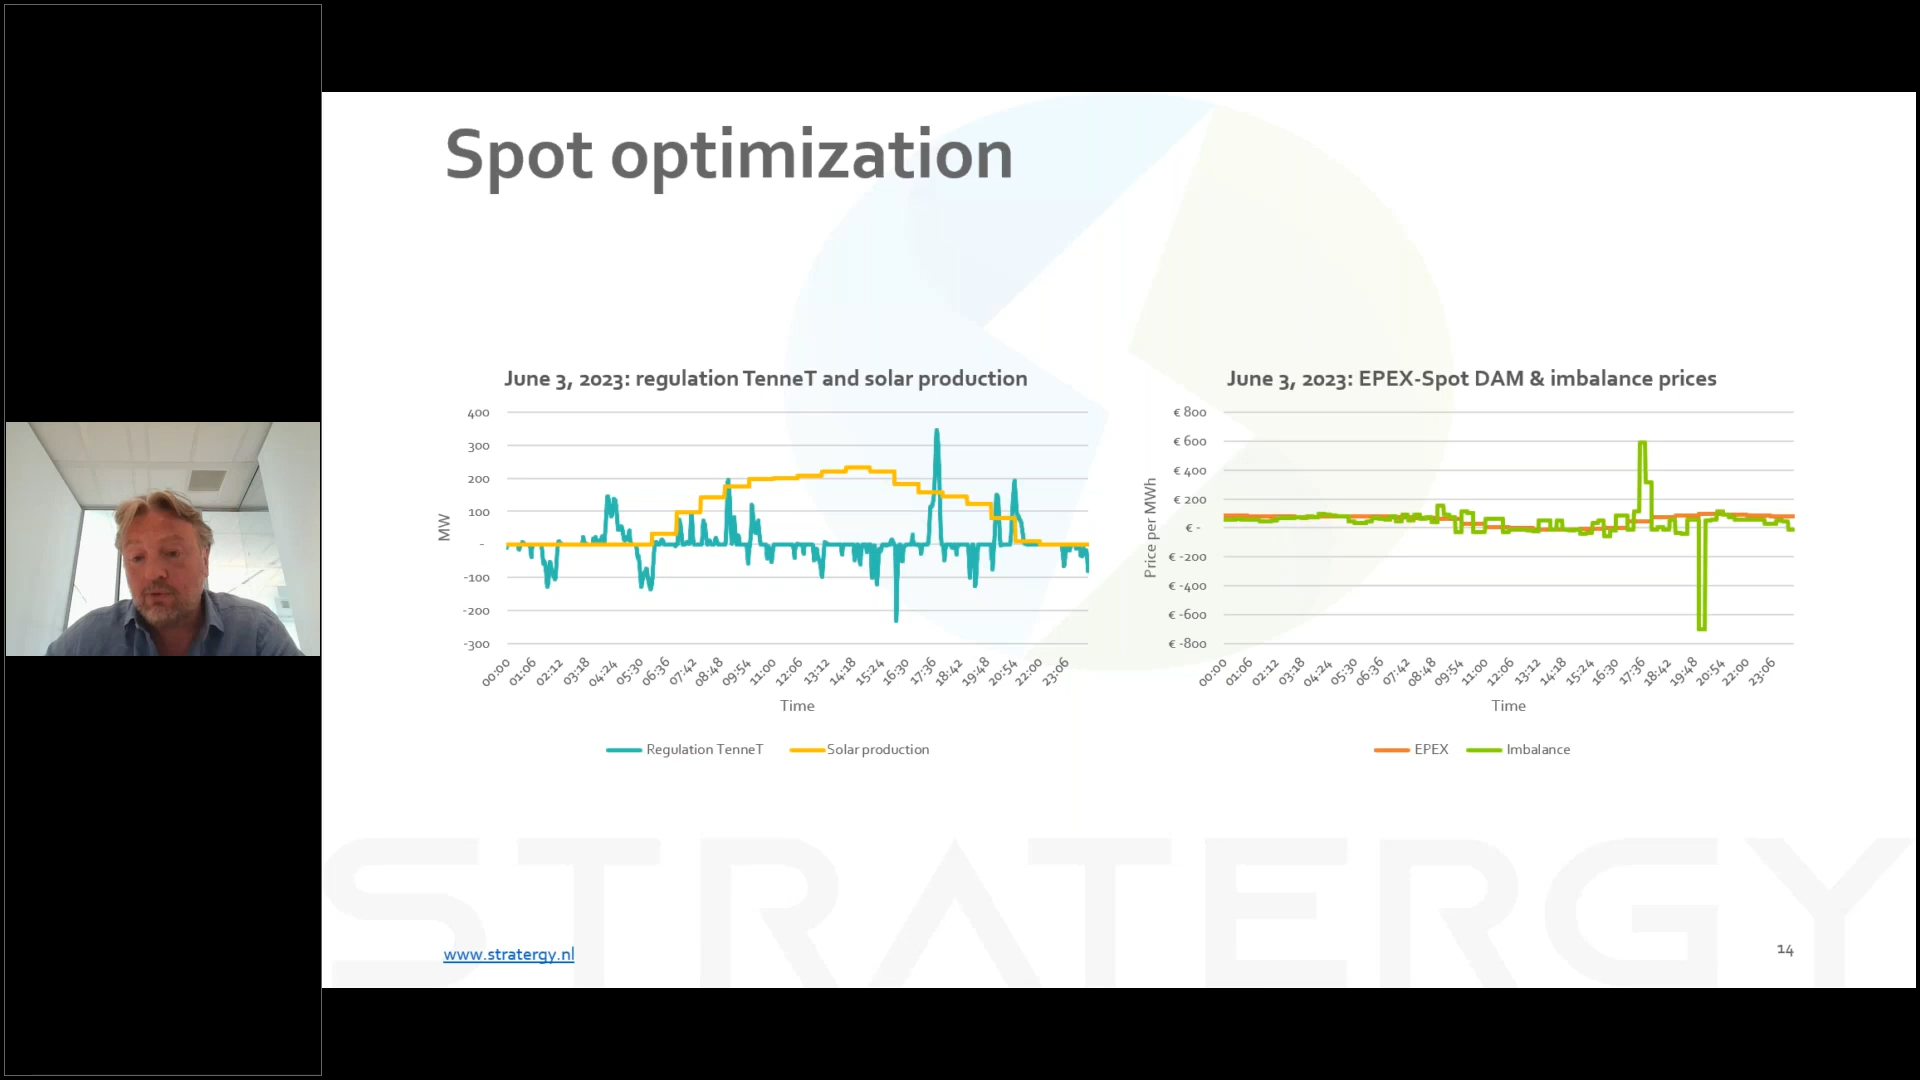 Spot optimization
June 3, 2023: regulation TenneT and solar production
400
300
200
100
-
-100
-200
-300
MW
00:00 01:06 02:12 03:18 04:24 05:30 06:36 07:42 08:48 09:54 11:00 12:06 13:12 14:18 15:24 16:30 17:36 18:42 19:48 20:54 22:00 23:06
Time
Regulation TenneT Solar production
June 3, 2023: EPEX-Spot DAM & imbalance prices
€ 800
€ 600
€ 400
€ 200
€ -
€ -200
€ -400
€ -600
€ -800
Price per MWh
00:00 01:06 02:12 03:18 04:24 05:30 06:36 07:42 08:48 09:54 11:00 12:06 13:12 14:18 15:24 16:30 17:36 18:42 19:48 20:54 22:00 23:06
Time
EPEX Imbalance
STRATERGY
www.stratergy.nl
14